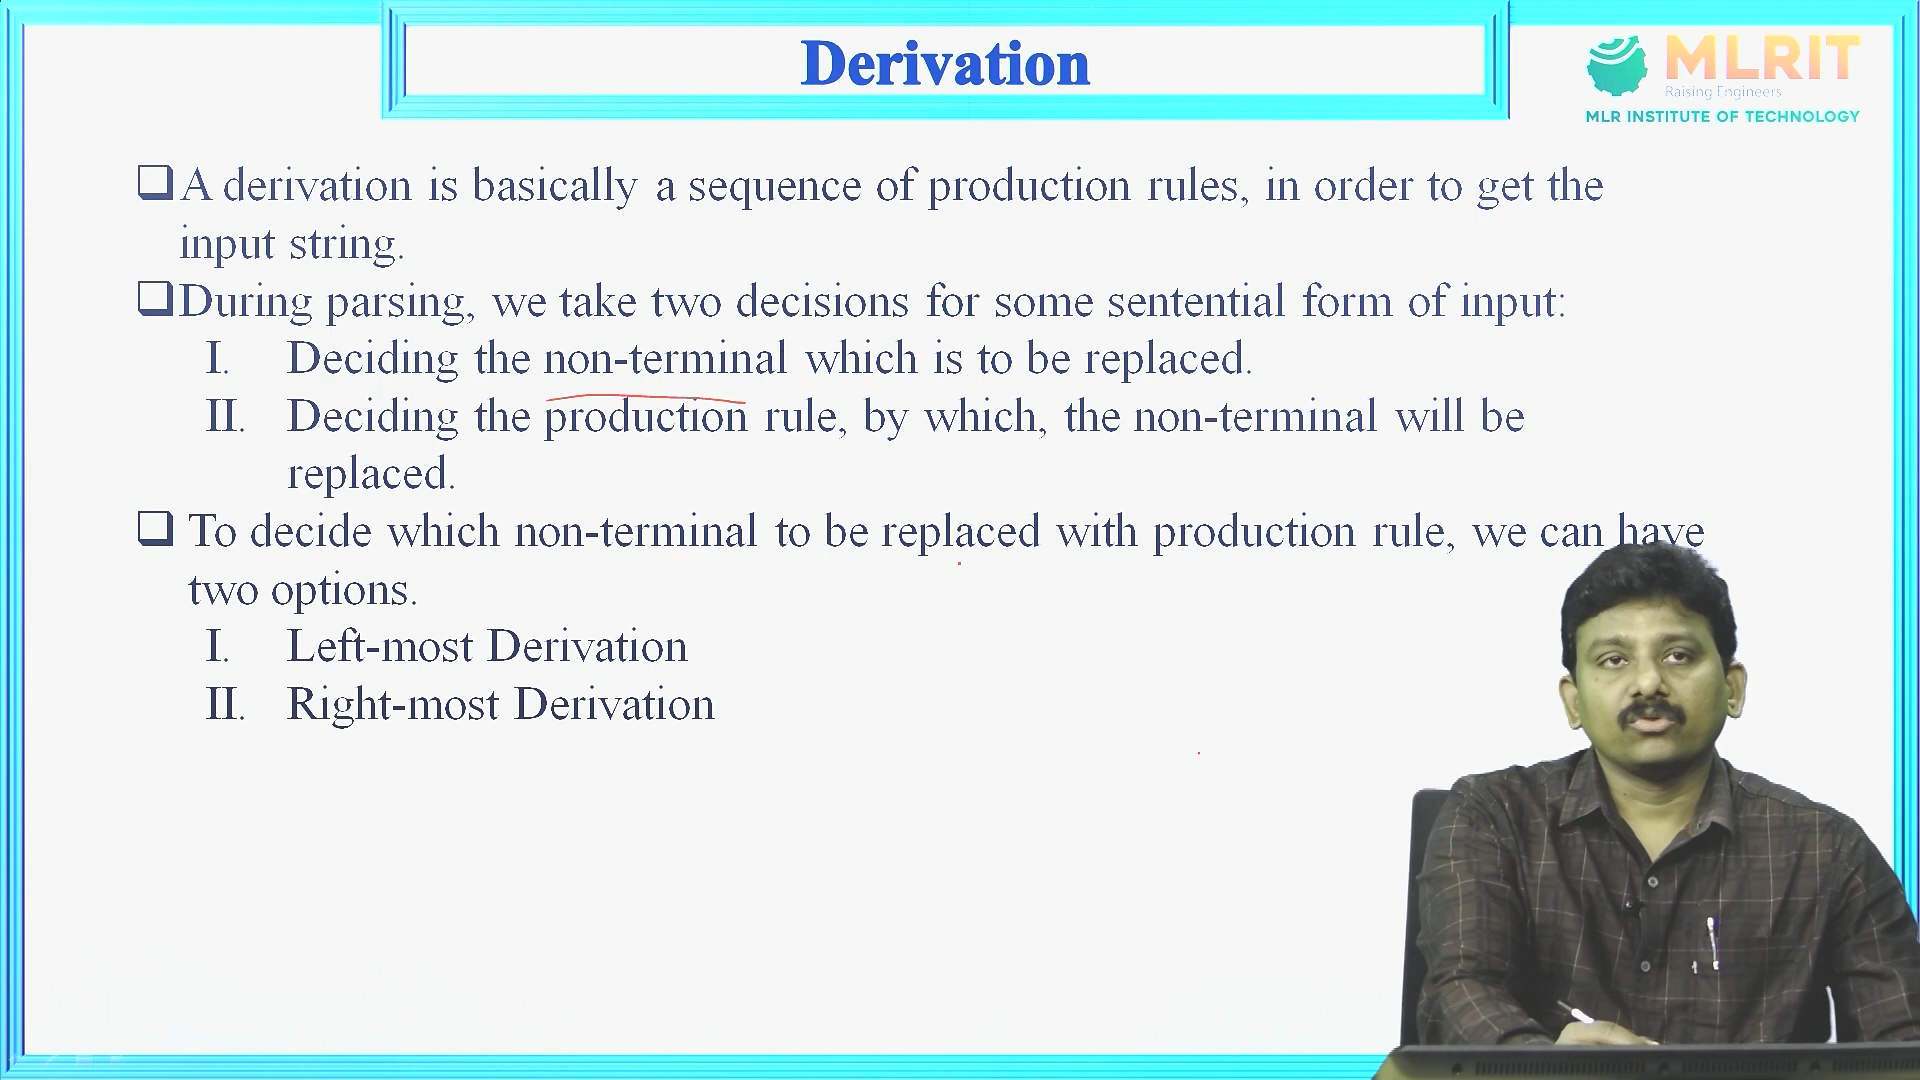 Derivation
MLRIT
Raising Engineers
MLR INSTITUTE OF TECHNOLOGY
A derivation is basically a sequence of production rules, in order to get the
input string.
During parsing, we take two decisions for some sentential form of input:
I. Deciding the non-terminal which is to be replaced.
II. Deciding the production rule, by which, the non-terminal will be
replaced.
To decide which non-terminal to be replaced with production rule, we can have
two options.
I. Left-most Derivation
II. Right-most Derivation